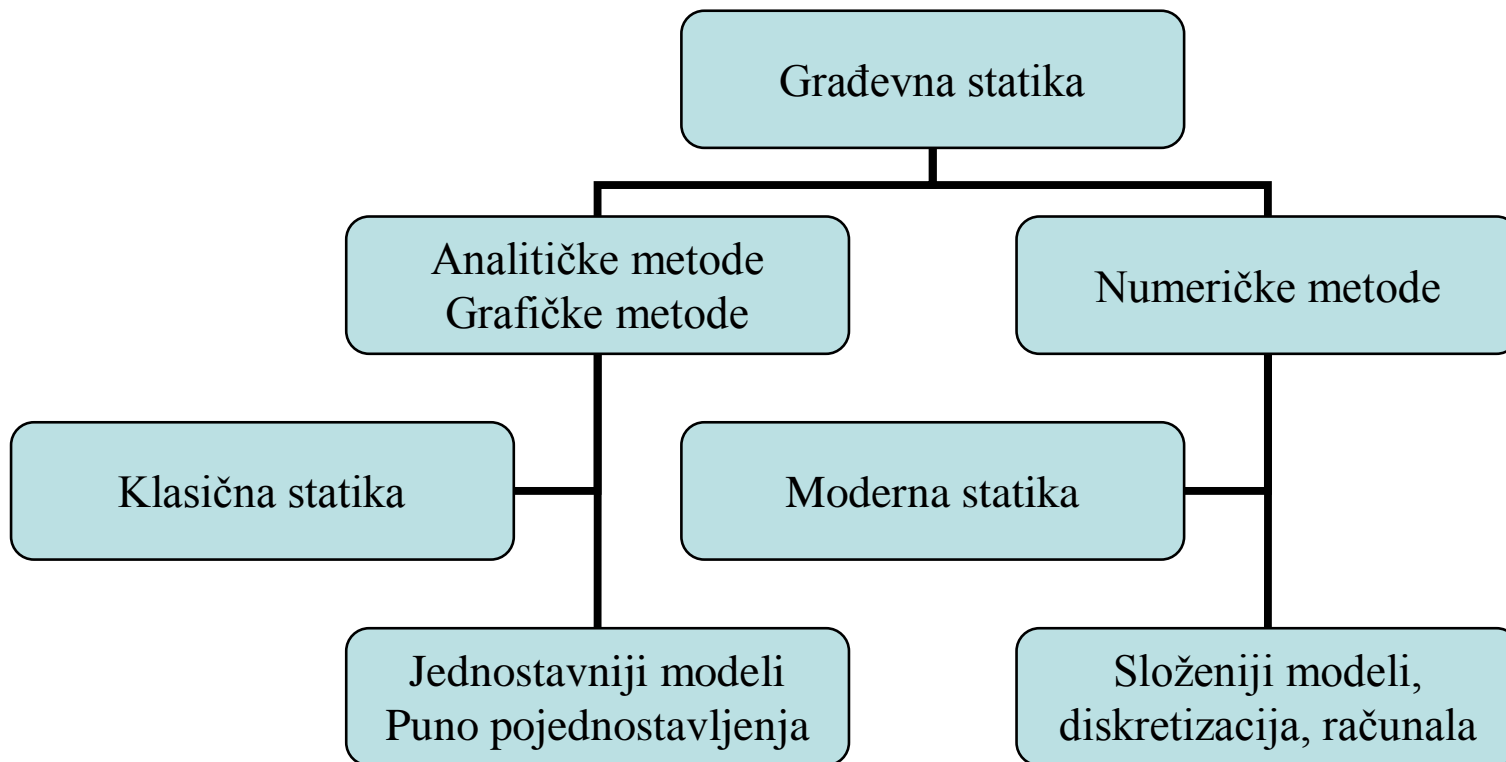 Građevna statika
Analitičke metode
Grafičke metode
Numeričke metode
Klasična statika
Moderna statika
Jednostavniji modeli
Puno pojednostavljenja
Složeniji modeli,
diskretizacija, računala